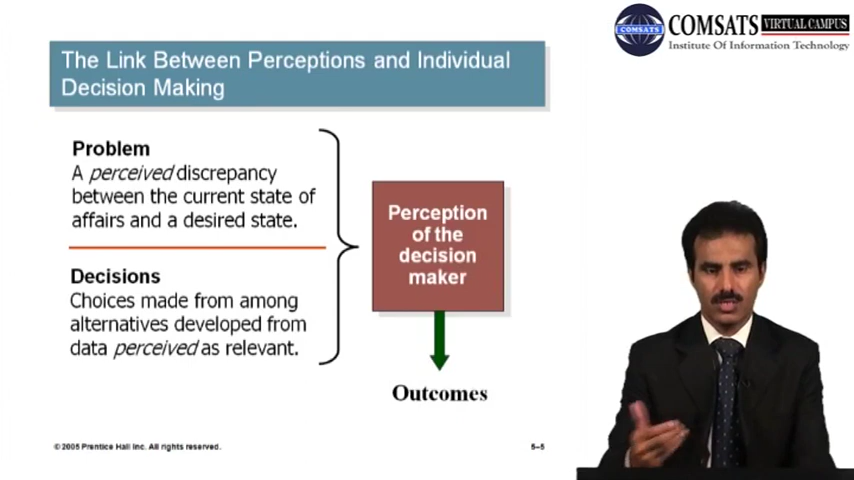 COMSATS VIRTUAL CAMPUS
COMSATS
Institute Of Information Technology
The Link Between Perceptions and Individual
Decision Making
Problem
A perceived discrepancy
between the current state of
affairs and a desired state.
Decisions
Choices made from among
alternatives developed from
data perceived as relevant.
Perception
of the
decision
maker
Outcomes
© 2005 Prentice Hall Inc. All rights reserved.
5–5